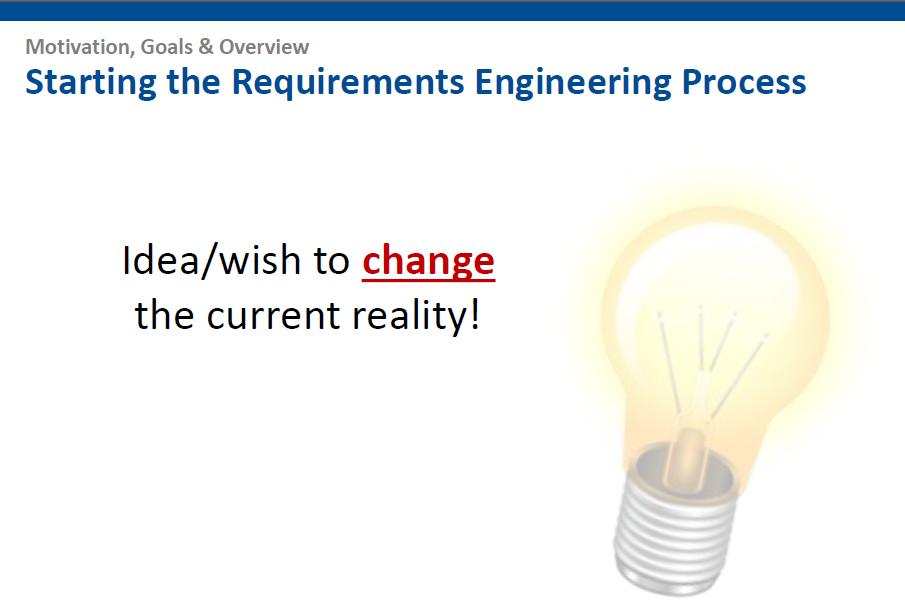 Motivation, Goals & Overview
Starting the Requirements Engineering Process
Idea/wish to change
the current reality!